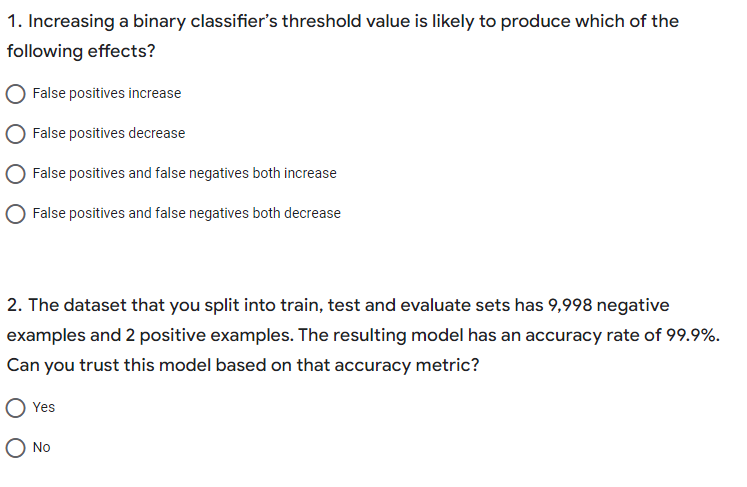 1. Increasing a binary classifier's threshold value is likely to produce which of the
following effects?
False positives increase
False positives decrease
False positives and false negatives both increase
False positives and false negatives both decrease
2. The dataset that you split into train, test and evaluate sets has 9,998 negative
examples and 2 positive examples. The resulting model has an accuracy rate of 99.9%.
Can you trust this model based on that accuracy metric?
Yes
No